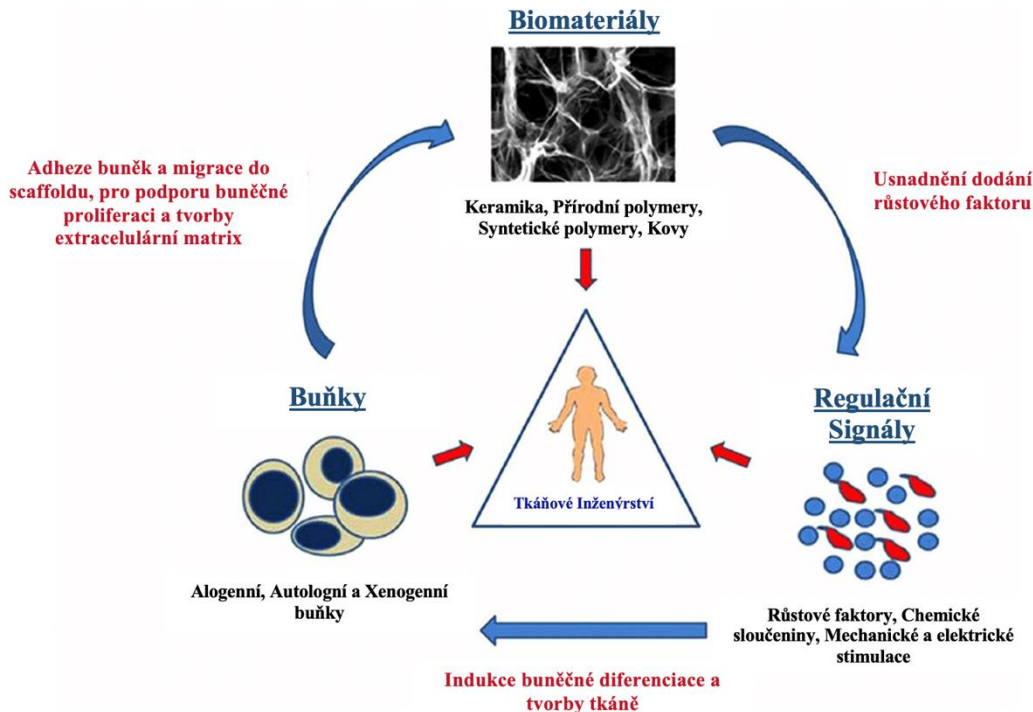 Biomateriály
Adheze buněk a migrace do
scaffoldu, pro podporu buněčné
proliferaci a tvorby
extracelulární matrix
Usnadnění dodání
růstového faktoru
Keramika, Přírodní polymery,
Syntetické polymery, Kovy
Buňky
Regulační
Signály
Tkáňové Inženýrství
Alogenní, Autologní a Xenogenní
buňky
Růstové faktory, Chemické
sloučeniny, Mechanické a elektrické
stimulace
Indukce buněčné diferenciace a
tvorby tkáně